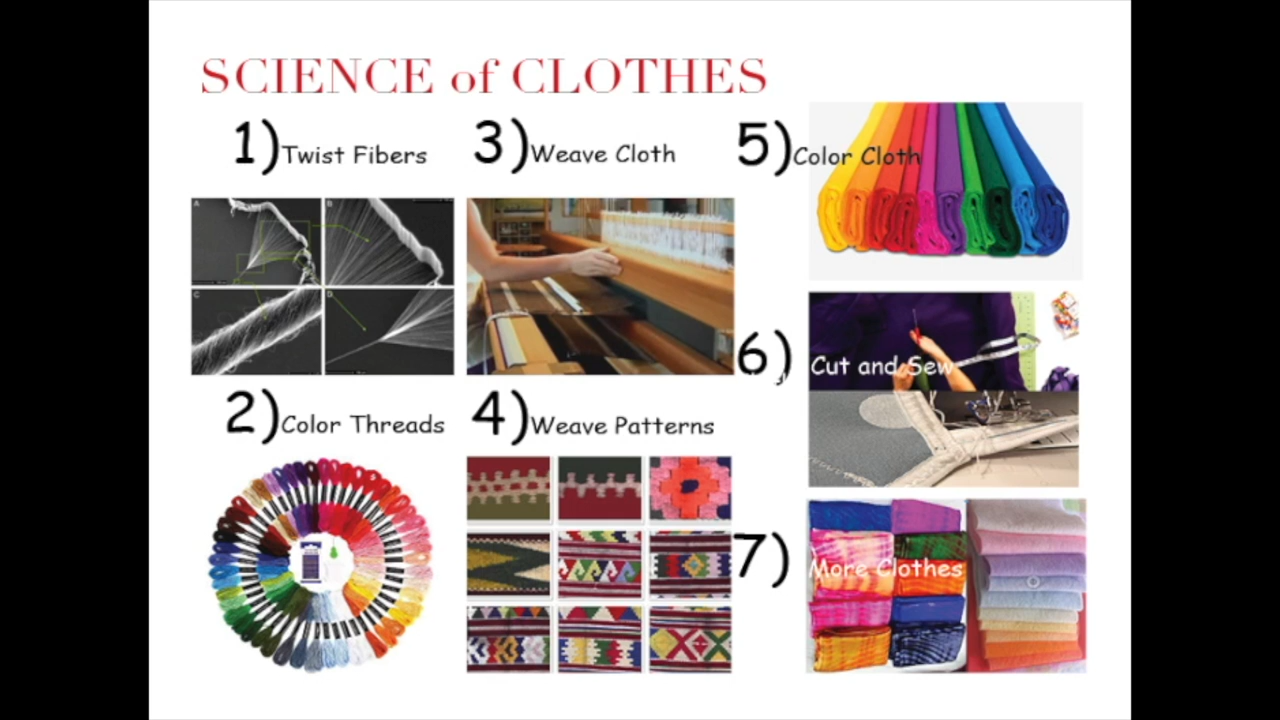 SCIENCE of CLOTHES
1) Twist Fibers
2) Color Threads
3) Weave Cloth
4) Weave Patterns
5) Color Cloth
6) Cut and Sew
7) More Clothes
A
B
C
D